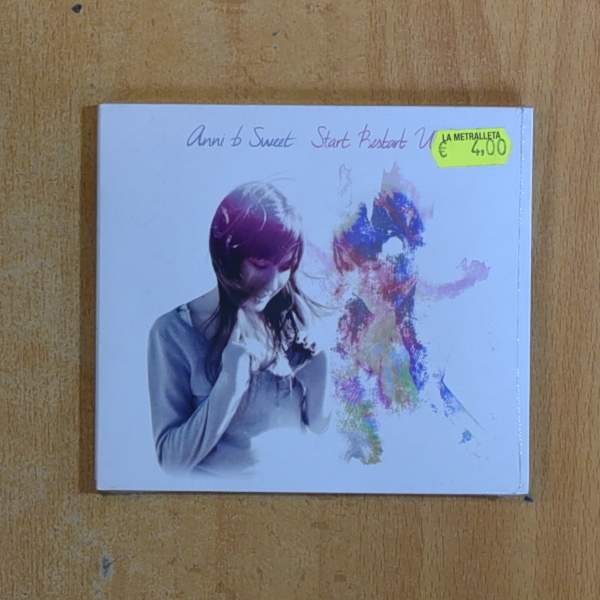 Anni b Sweet Start Restart U
LA METRALLETA
€ 4,00